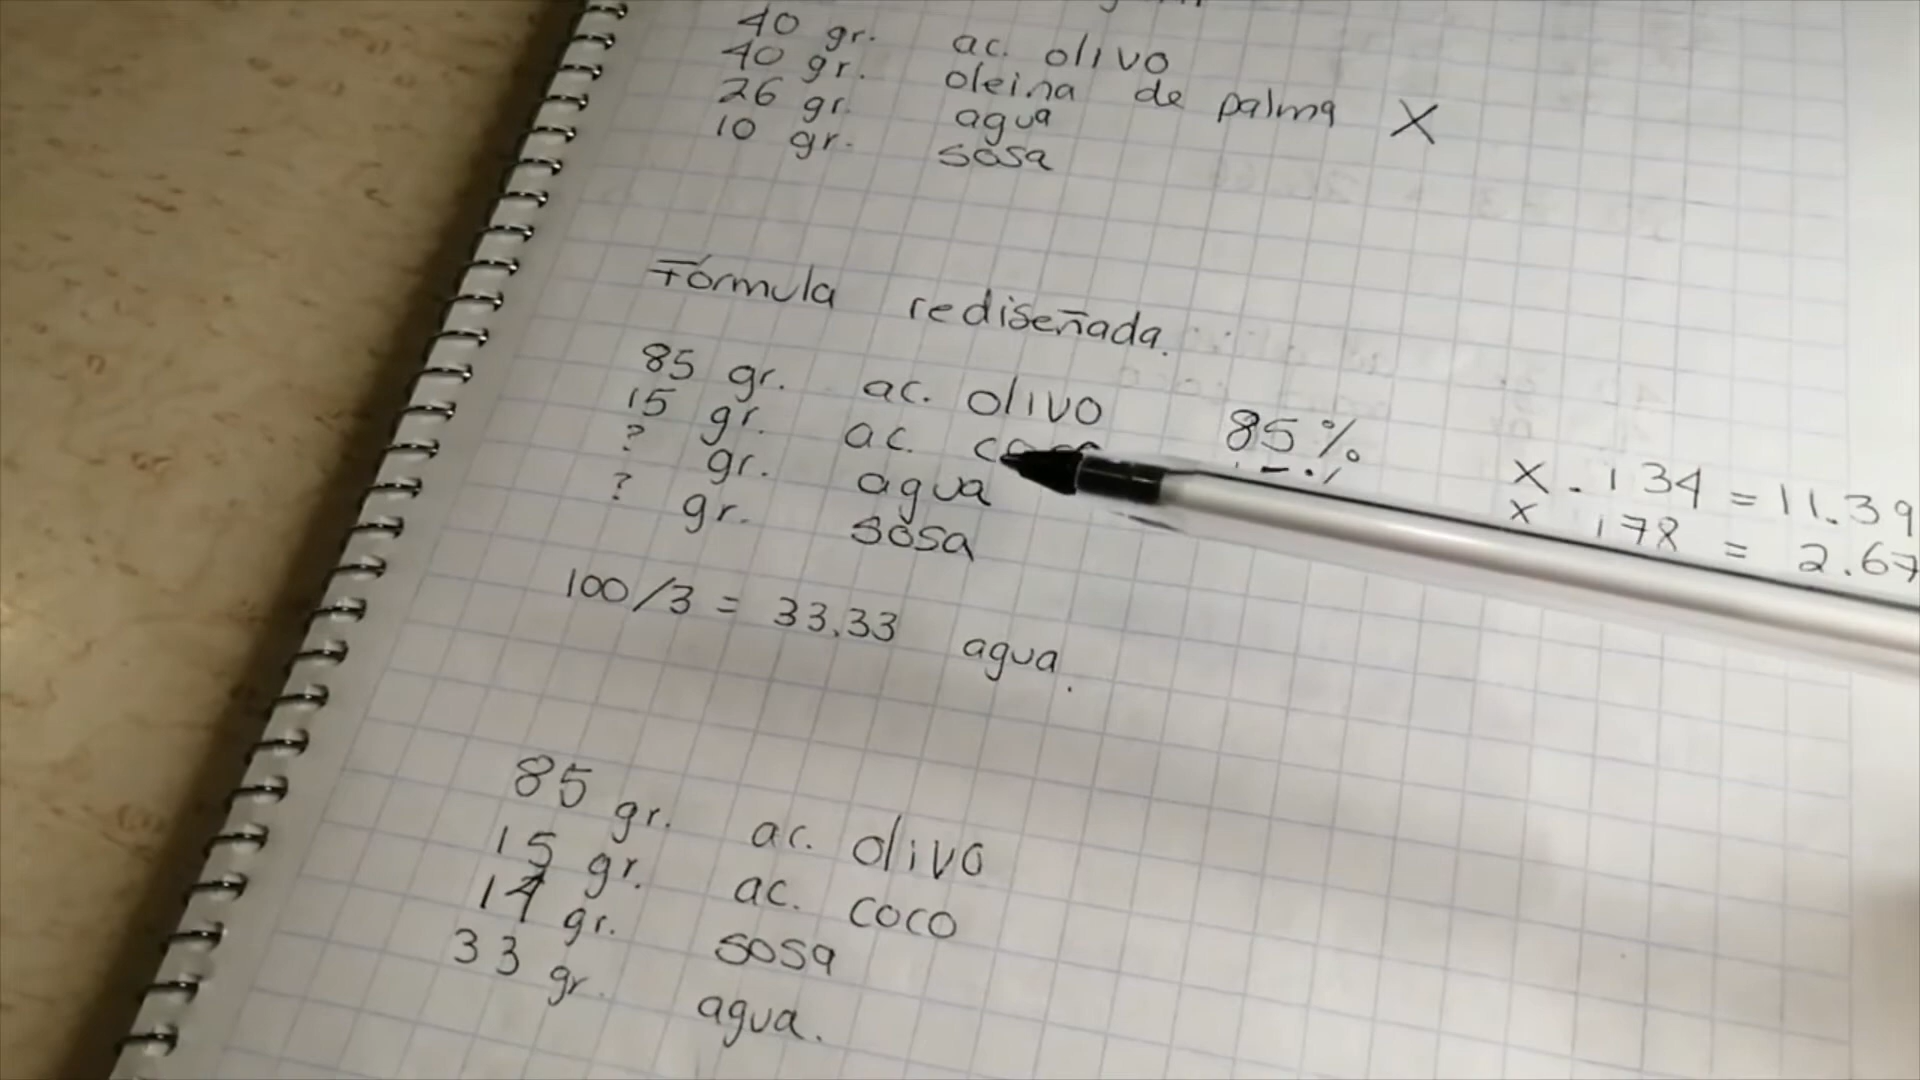 40 gr. ac. olivo
40 gr. oleina de palma X
26 gr. agua
10 gr. sosa
Fórmula rediseñada.
85 gr. ac. olivo 85% x .134 = 11.39
15 gr. ac. x .178 = 2.67
? gr. agua
? gr. sosa
100/3 = 33.33 agua.
85 gr. ac. olivo
15 gr. ac. coco
14 gr. sosa
33 gr. agua.